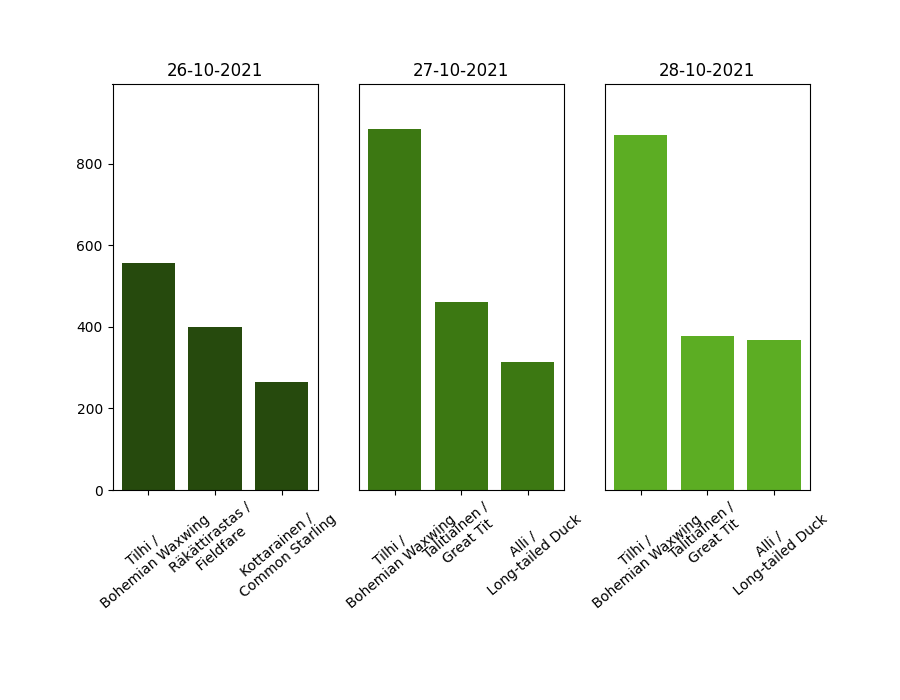 26-10-2021
27-10-2021
28-10-2021
800
600
400
200
0
Tilhi /
Bohemian Waxwing
Räkättirastas /
Fieldfare
Kottarainen /
Common Starling
Tilhi /
Bohemian Waxwing
Talitiainen /
Great Tit
Alli /
Long-tailed Duck
Tilhi /
Bohemian Waxwing
Talitiainen /
Great Tit
Alli /
Long-tailed Duck